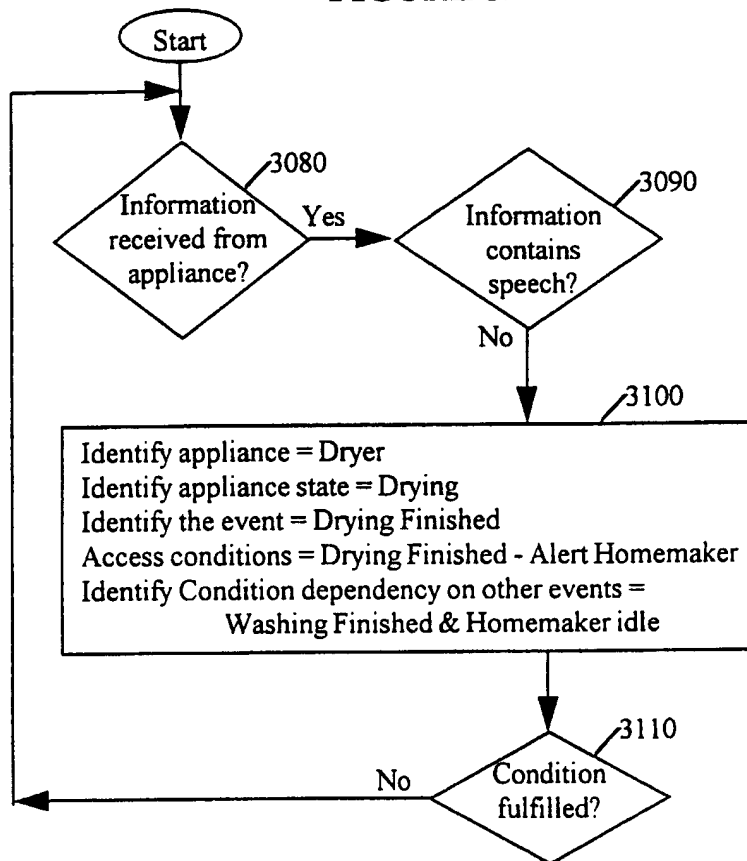 Start
3080
Information
received from
appliance?
Yes
3090
Information
contains
speech?
No
3100
Identify appliance = Dryer
Identify appliance state = Drying
Identify the event = Drying Finished
Access conditions = Drying Finished - Alert Homemaker
Identify Condition dependency on other events =
Washing Finished & Homemaker idle
3110
Condition
fulfilled?
No